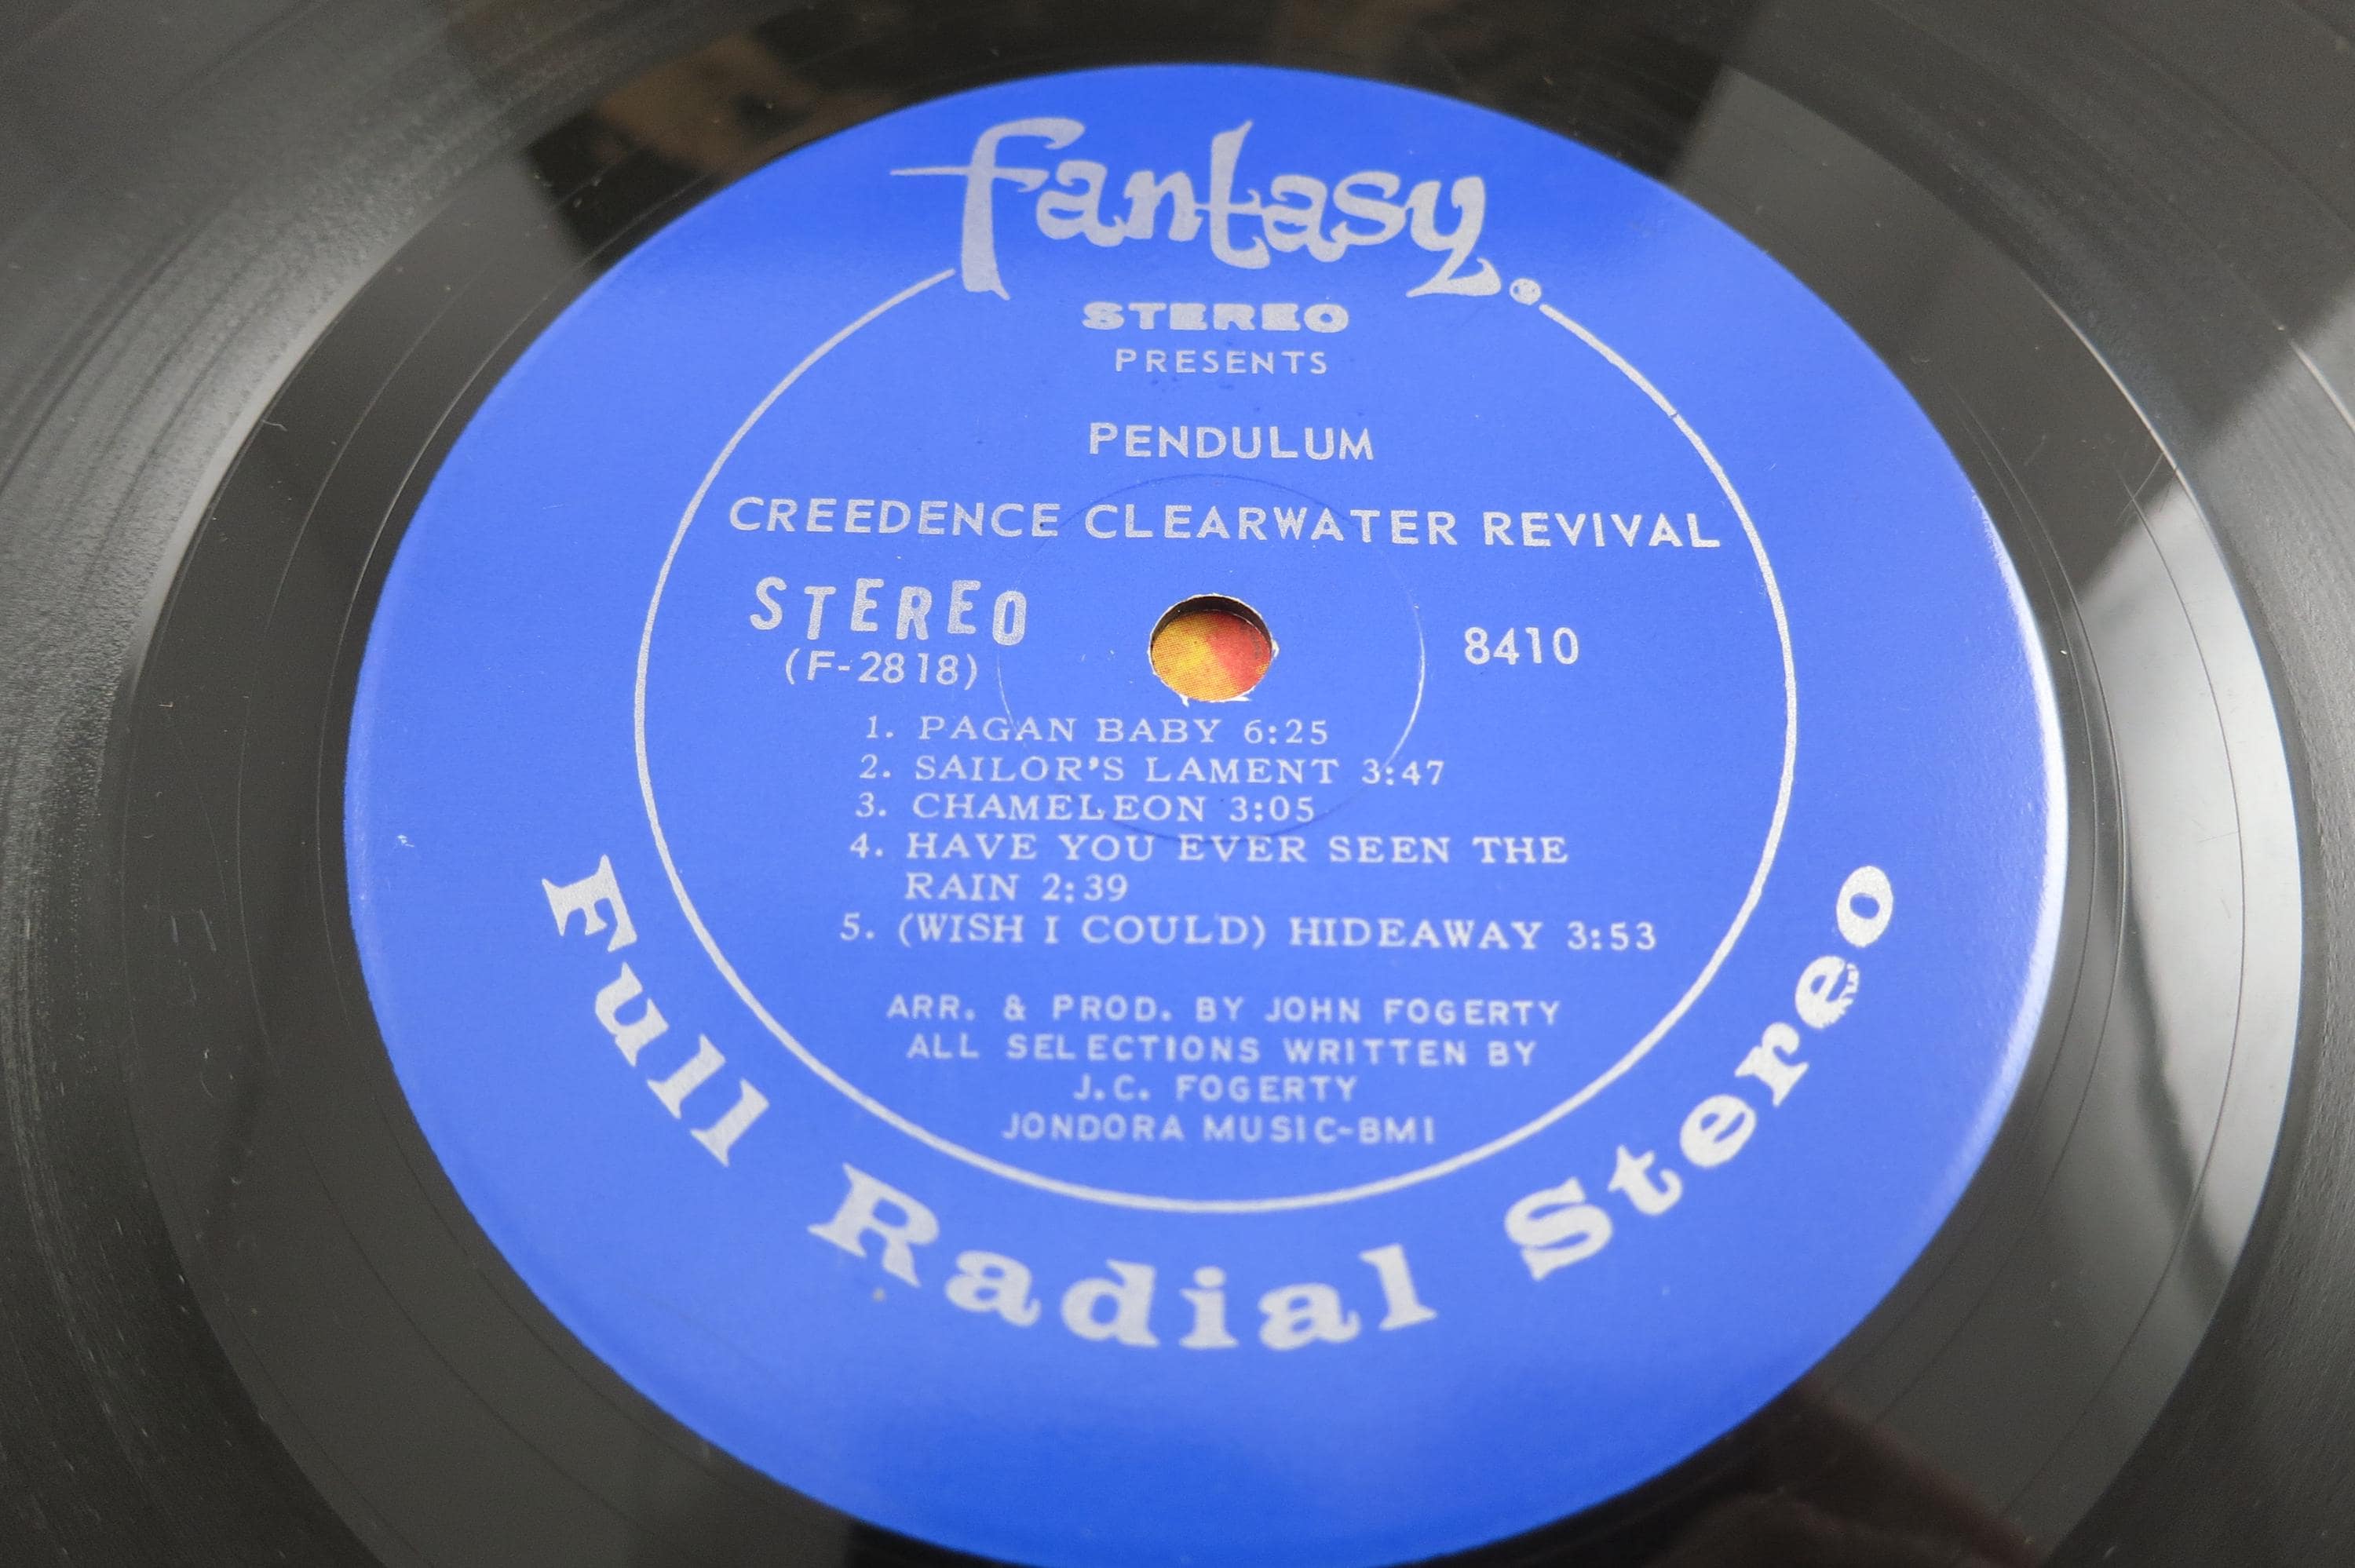 fantasy.
STEREO
PRESENTS
PENDULUM
CREEDENCE CLEARWATER REVIVAL
STEREO
(F-2818)
8410
1. PAGAN BABY 6:25
2. SAILOR'S LAMENT 3:47
3. CHAMELEON 3:05
4. HAVE YOU EVER SEEN THE
RAIN 2:39
5. (WISH I COULD) HIDEAWAY 3:53
ARR. & PROD. BY JOHN FOGERTY
ALL SELECTIONS WRITTEN BY
J.C. FOGERTY
JONDORA MUSIC-BMI
Full Radial Stereo